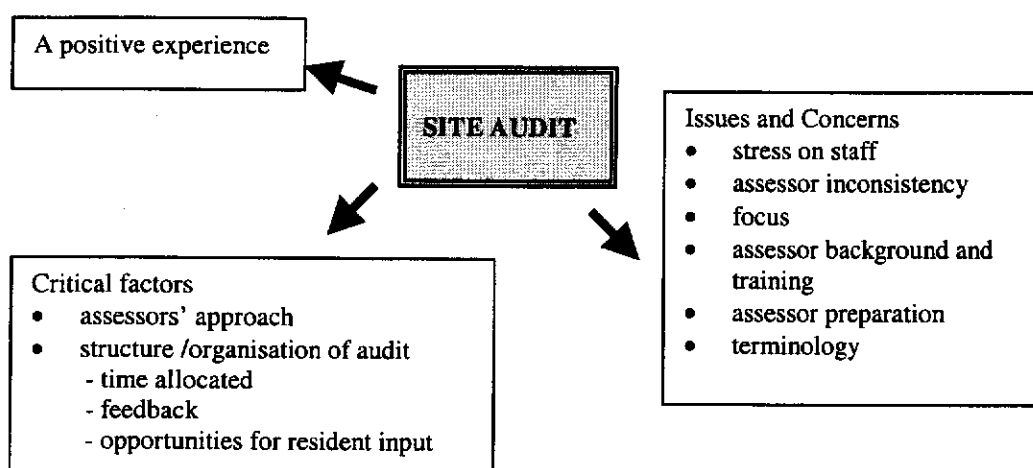 A positive experience
SITE AUDIT
Issues and Concerns
• stress on staff
• assessor inconsistency
• focus
• assessor background and
training
• assessor preparation
• terminology
Critical factors
• assessors' approach
• structure /organisation of audit
- time allocated
- feedback
- opportunities for resident input